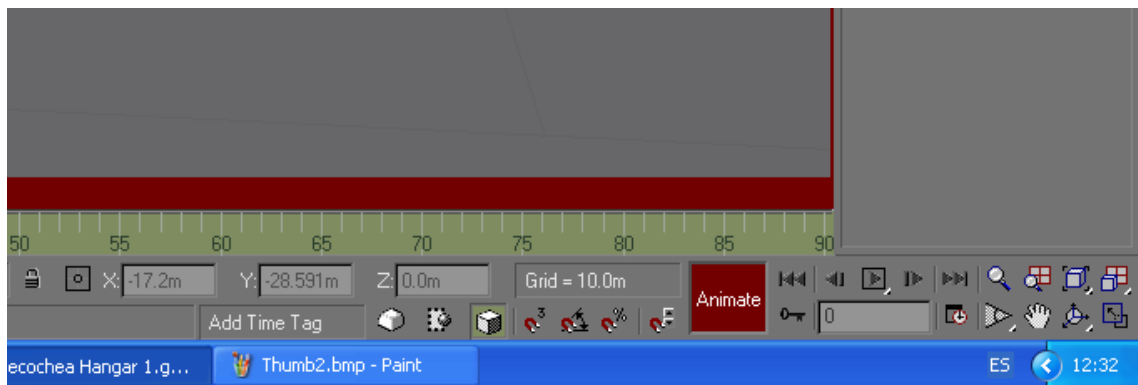 50 55 60 65 70 75 80 85 90
X: -17.2m Y: -28.591m Z: 0.0m Grid = 10.0m
Animate
0
Add Time Tag
3 %
ecochea Hangar 1.g... Thumb2.bmp - Paint ES 12:32